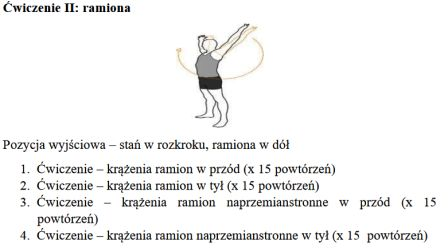 Ćwiczenie II: ramiona
Pozycja wyjściowa – stań w rozkroku, ramiona w dół
1. Ćwiczenie – krążenia ramion w przód (x 15 powtórzeń)
2. Ćwiczenie – krążenia ramion w tył (x 15 powtórzeń)
3. Ćwiczenie – krążenia ramion naprzemianstronne w przód (x 15
powtórzeń)
4. Ćwiczenie – krążenia ramion naprzemianstronne w tył (x 15 powtórzeń)